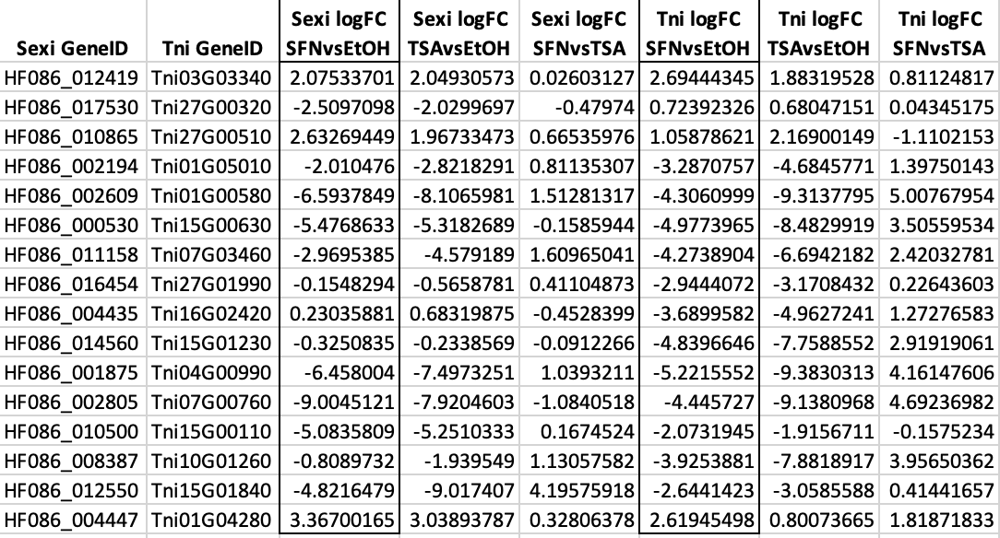 Sexi GeneID Tni GeneID Sexi logFC SFNvsEtOH Sexi logFC TSAvsEtOH Sexi logFC SFNvsTSA Tni logFC SFNvsEtOH Tni logFC TSAvsEtOH Tni logFC SFNvsTSA
HF086_012419 Tni03G03340 2.07533701 2.04930573 0.02603127 2.69444345 1.88319528 0.81124817
HF086_017530 Tni27G00320 -2.5097098 -2.0299697 -0.47974 0.72392326 0.68047151 0.04345175
HF086_010865 Tni27G00510 2.63269449 1.96733473 0.66535976 1.05878621 2.16900149 -1.1102153
HF086_002194 Tni01G05010 -2.010476 -2.8218291 0.81135307 -3.2870757 -4.6845771 1.39750143
HF086_002609 Tni01G00580 -6.5937849 -8.1065981 1.51281317 -4.3060999 -9.3137795 5.00767954
HF086_000530 Tni15G00630 -5.4768633 -5.3182689 -0.1585944 -4.9773965 -8.4829919 3.50559534
HF086_011158 Tni07G03460 -2.9695385 -4.579189 1.60965041 -4.2738904 -6.6942182 2.42032781
HF086_016454 Tni27G01990 -0.1548294 -0.5658781 0.41104873 -2.9444072 -3.1708432 0.22643603
HF086_004435 Tni16G02420 0.23035881 0.68319875 -0.4528399 -3.6899582 -4.9627241 1.27276583
HF086_014560 Tni15G01230 -0.3250835 -0.2338569 -0.0912266 -4.8396646 -7.7588552 2.91919061
HF086_001875 Tni04G00990 -6.458004 -7.4973251 1.0393211 -5.2215552 -9.3830313 4.16147606
HF086_002805 Tni07G00760 -9.0045121 -7.9204603 -1.0840518 -4.445727 -9.1380968 4.69236982
HF086_010500 Tni15G00110 -5.0835809 -5.2510333 0.1674524 -2.0731945 -1.9156711 -0.1575234
HF086_008387 Tni10G01260 -0.8089732 -1.939549 1.13057582 -3.9253881 -7.8818917 3.95650362
HF086_012550 Tni15G01840 -4.8216479 -9.017407 4.19575918 -2.6441423 -3.0585588 0.41441657
HF086_004447 Tni01G04280 3.36700165 3.03893787 0.32806378 2.61945498 0.80073665 1.81871833